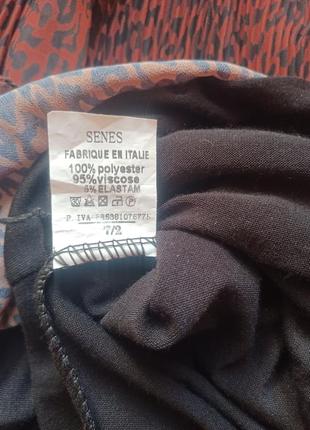 SENES
FABRIQUE EN ITALIE
100% polyester
95%viscose
5% ELASTAM
P.IVA
7/2